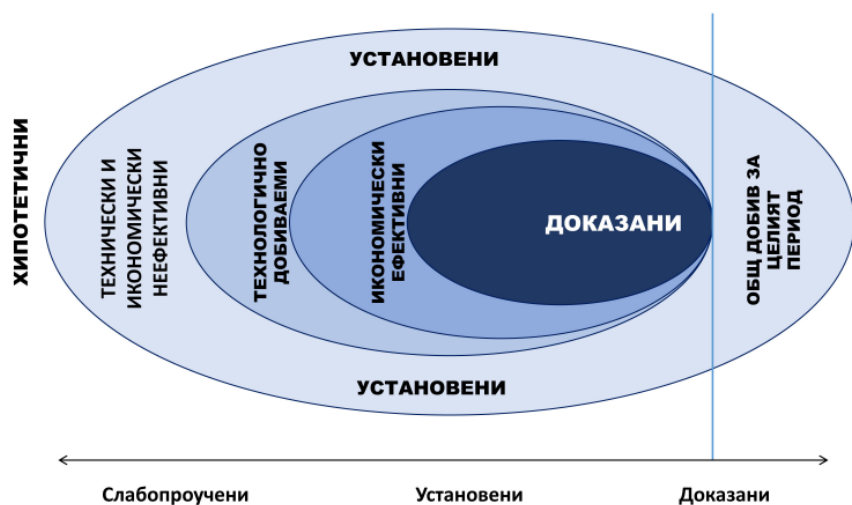 УСТАНОВЕНИ
ХИПОТЕТИЧНИ
ТЕХНИЧЕСКИ И
ИКОНОМИЧЕСКИ
НЕЕФЕКТИВНИ
ТЕХНОЛОГИЧНО
ДОБИВАЕМИ
ИКОНОМИЧЕСКИ
ЕФЕКТИВНИ
ДОКАЗАНИ
ОБЩ ДОБИВ ЗА
ЦЕЛИЯТ
ПЕРИОД
УСТАНОВЕНИ
Слабопроучени
Установени
Доказани